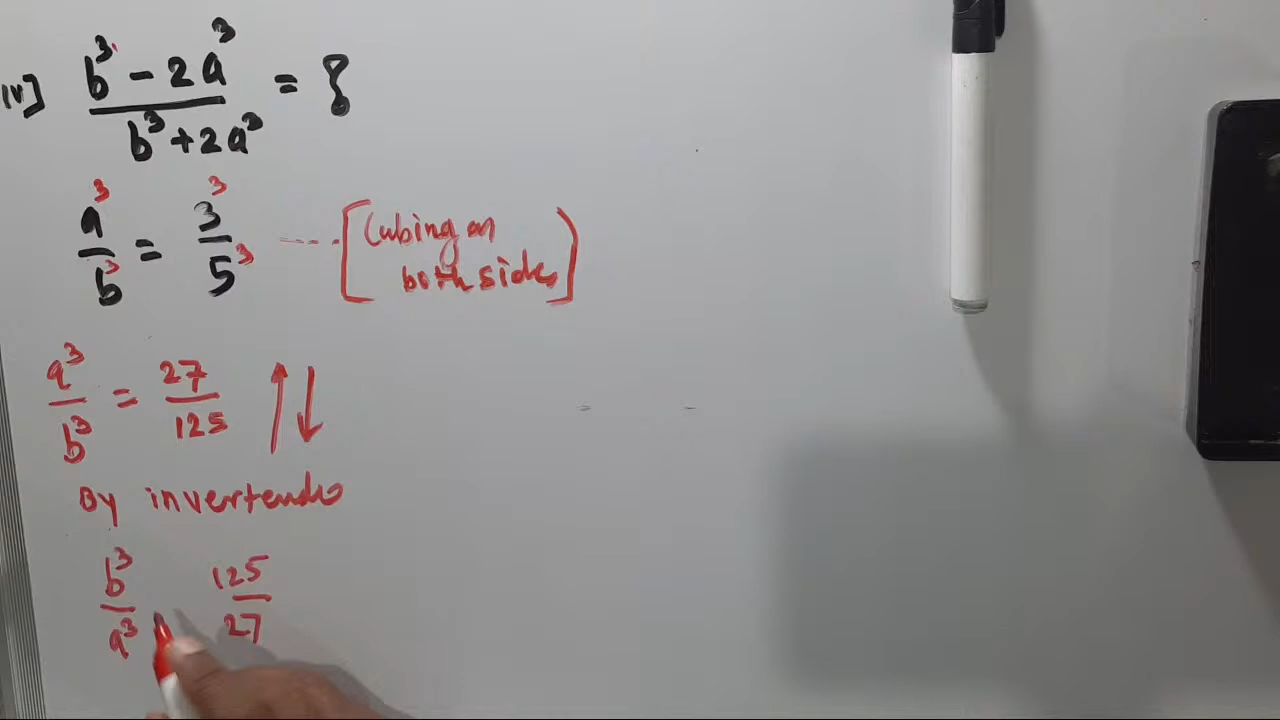 iv] b³ - 2a³ / b³ + 2a³ = {
a³/b³ = 3³/5³ ---- [Cubing on
both sides]
a³/b³ = 27/125 ↑↓
By invertendo
b³/a³ 125/27